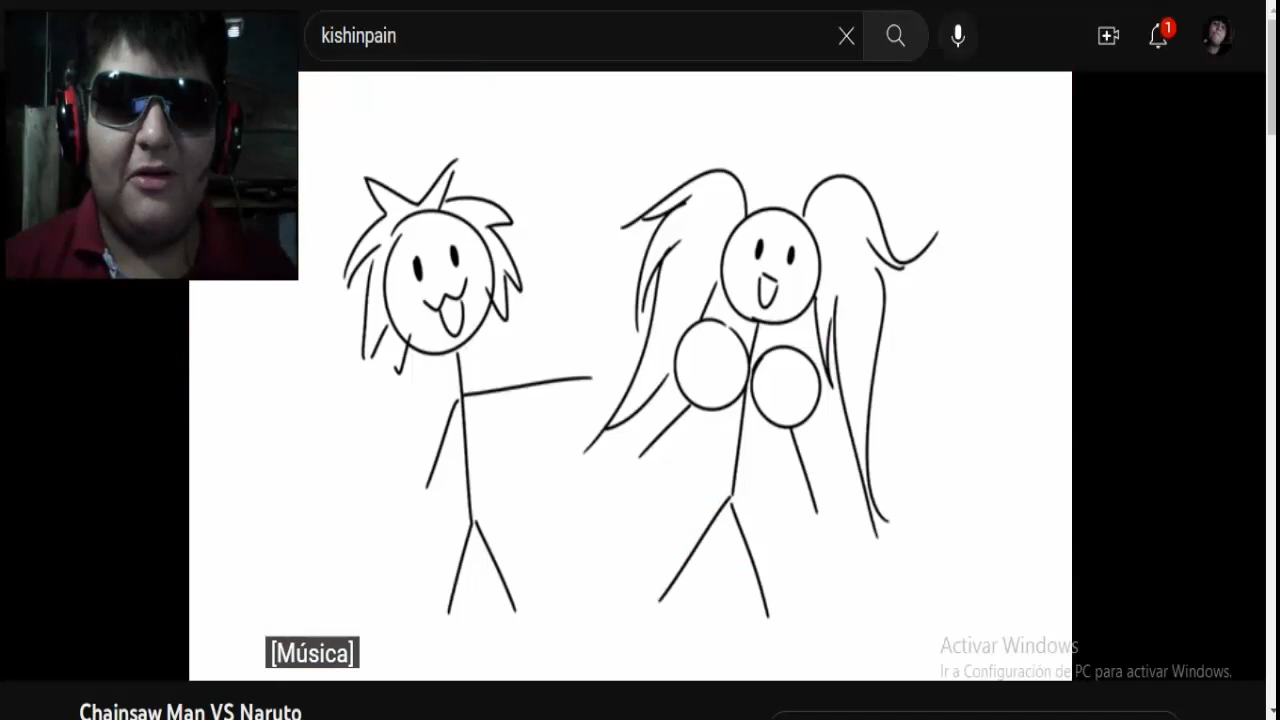 kishinpain
1
[Música]
Activar Windows
Ir a Configuración de PC para activar Windows.
Chainsaw Man VS Naruto